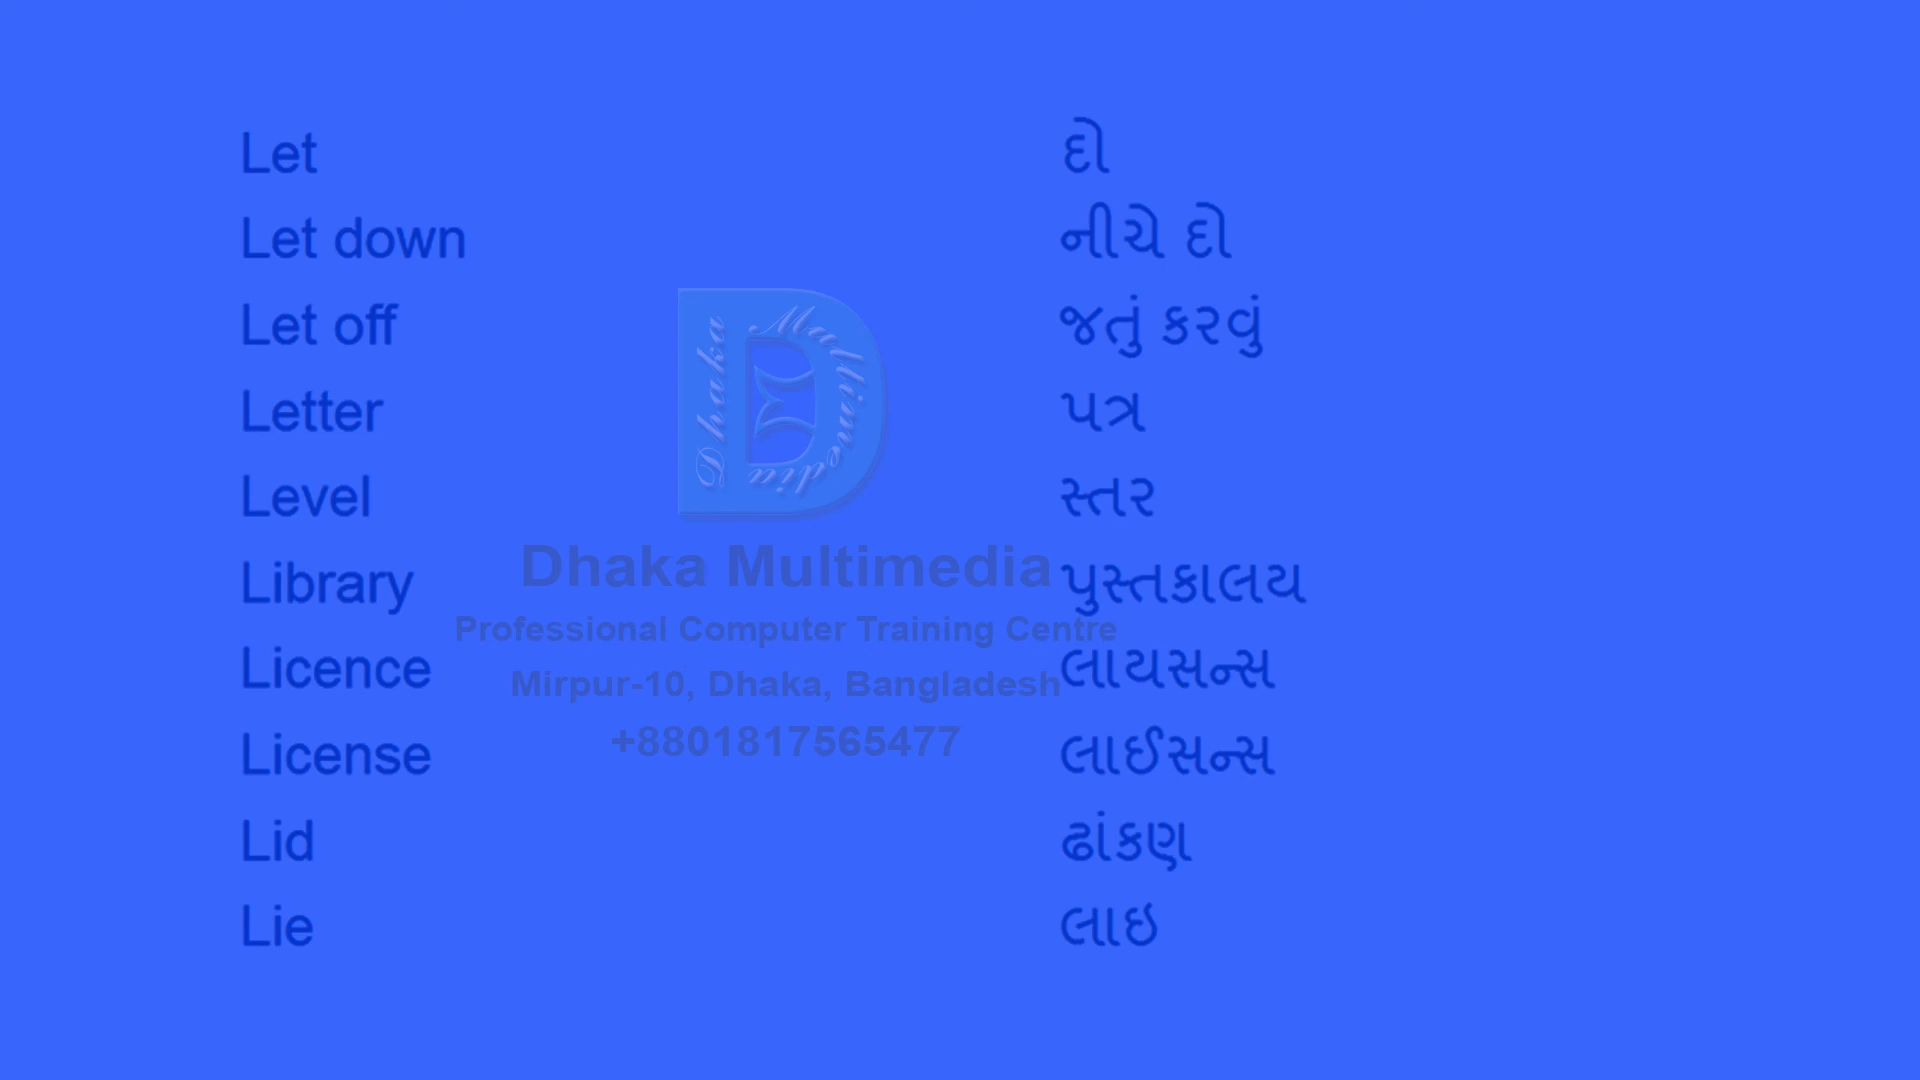 Let દો
Let down નીચે દો
Let off જતું કરવું
Letter પત્ર
Level સ્તર
Library પુસ્તકાલય
Licence લાયસન્સ
License લાઈસન્સ
Lid ઢાંકણ
Lie લાઇ
Dhaka Multimedia
Dhaka Multimedia
Professional Computer Training Centre
Mirpur-10, Dhaka, Bangladesh
+8801817565477